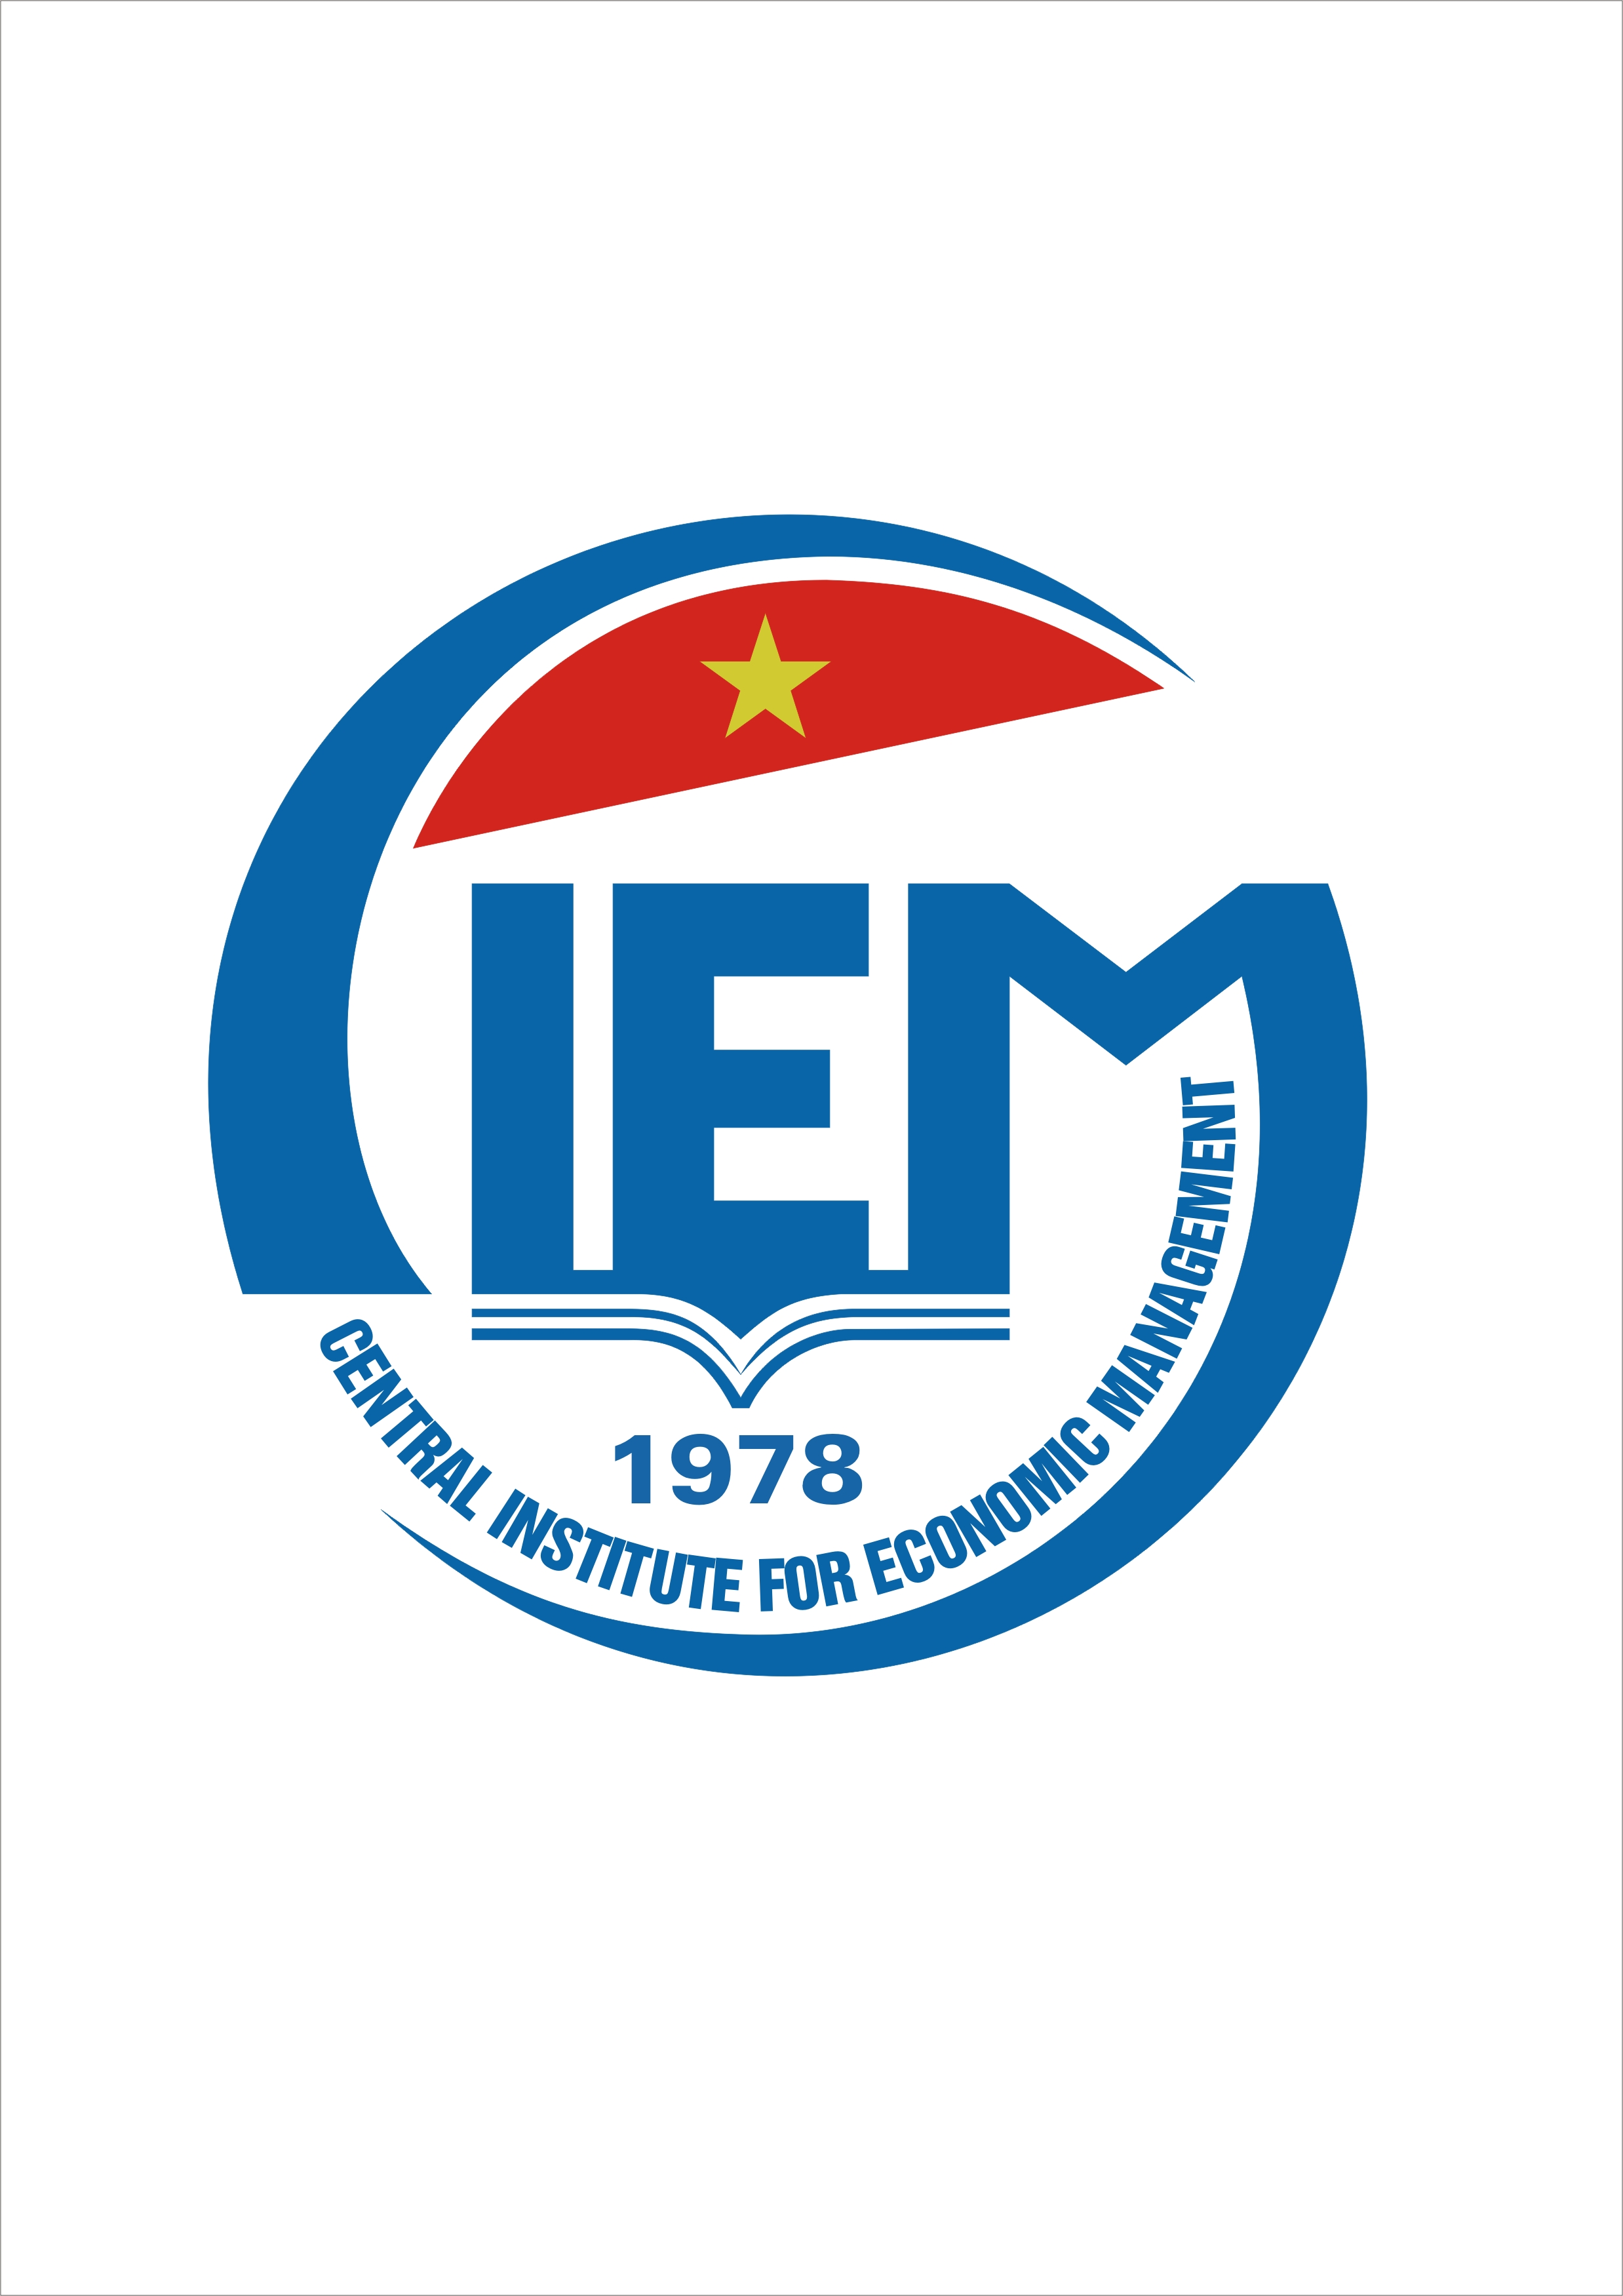 CIEM
1978
CENTRAL INSTITUTE FOR ECONOMIC MANAGEMENT